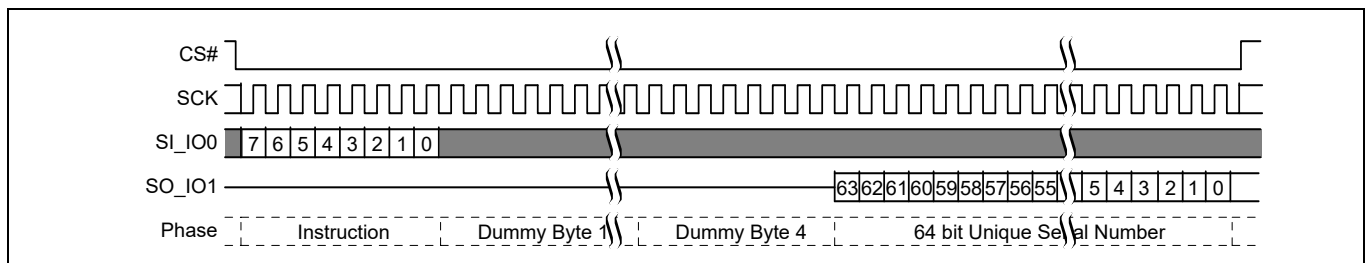 CS#
SCK
SI_IO0 7 6 5 4 3 2 1 0
SO_IO1 63 62 61 60 59 58 57 56 55 5 4 3 2 1 0
Phase Instruction Dummy Byte 1 Dummy Byte 4 64 bit Unique Serial Number